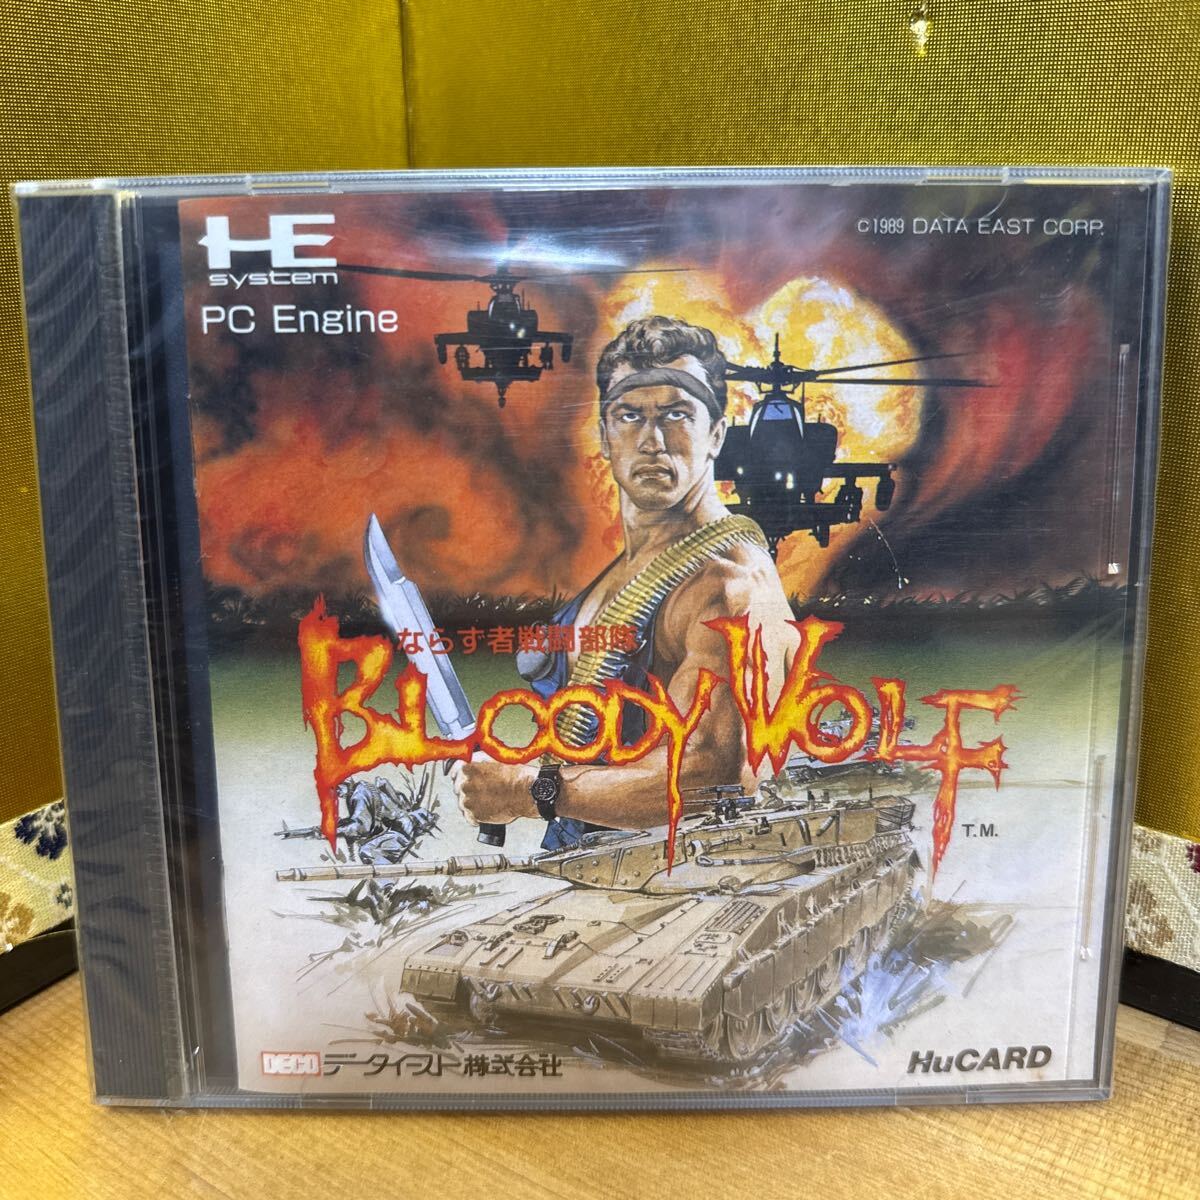 HE
system
PC Engine
©1989 DATA EAST CORP.
ならず者戦闘部隊
BLOODY WOLF
T.M.
DECO データイースト株式会社
HuCARD